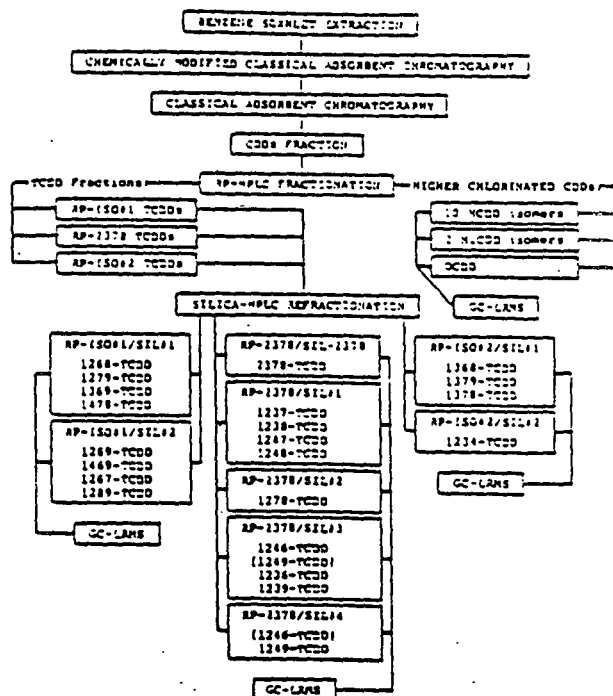 BENZENE SOXHLET EXTRACTION
CHEMICALLY MODIFIED CLASSICAL ADSORBENT CHROMATOGRAPHY
CLASSICAL ADSORBENT CHROMATOGRAPHY
CDDs FRACTION
TCDD Fractions
RP-HPLC FRACTIONATION
HIGHER CHLORINATED CDDs
RP-ISO#1 TCDDs
RP-2378 TCDDs
RP-ISO#2 TCDDs
10 HCDD isomers
2 H7CDD isomers
OCDD
GC-LRMS
SILICA-HPLC REFRACTIONATION
RP-ISO#1/SIL#1
1268-TCDD
1279-TCDD
1369-TCDD
1478-TCDD
RP-ISO#1/SIL#2
1269-TCDD
1469-TCDD
1267-TCDD
1289-TCDD
GC-LRMS
RP-2378/SIL-2378
2378-TCDD
RP-2378/SIL#1
1237-TCDD
1238-TCDD
1247-TCDD
1248-TCDD
RP-2378/SIL#2
1278-TCDD
RP-2378/SIL#3
1246-TCDD
(1249-TCDD)
1236-TCDD
1239-TCDD
RP-2378/SIL#4
(1246-TCDD)
1249-TCDD
GC-LRMS
RP-ISO#2/SIL#1
1368-TCDD
1379-TCDD
1378-TCDD
RP-ISO#2/SIL#2
1234-TCDD
GC-LRMS